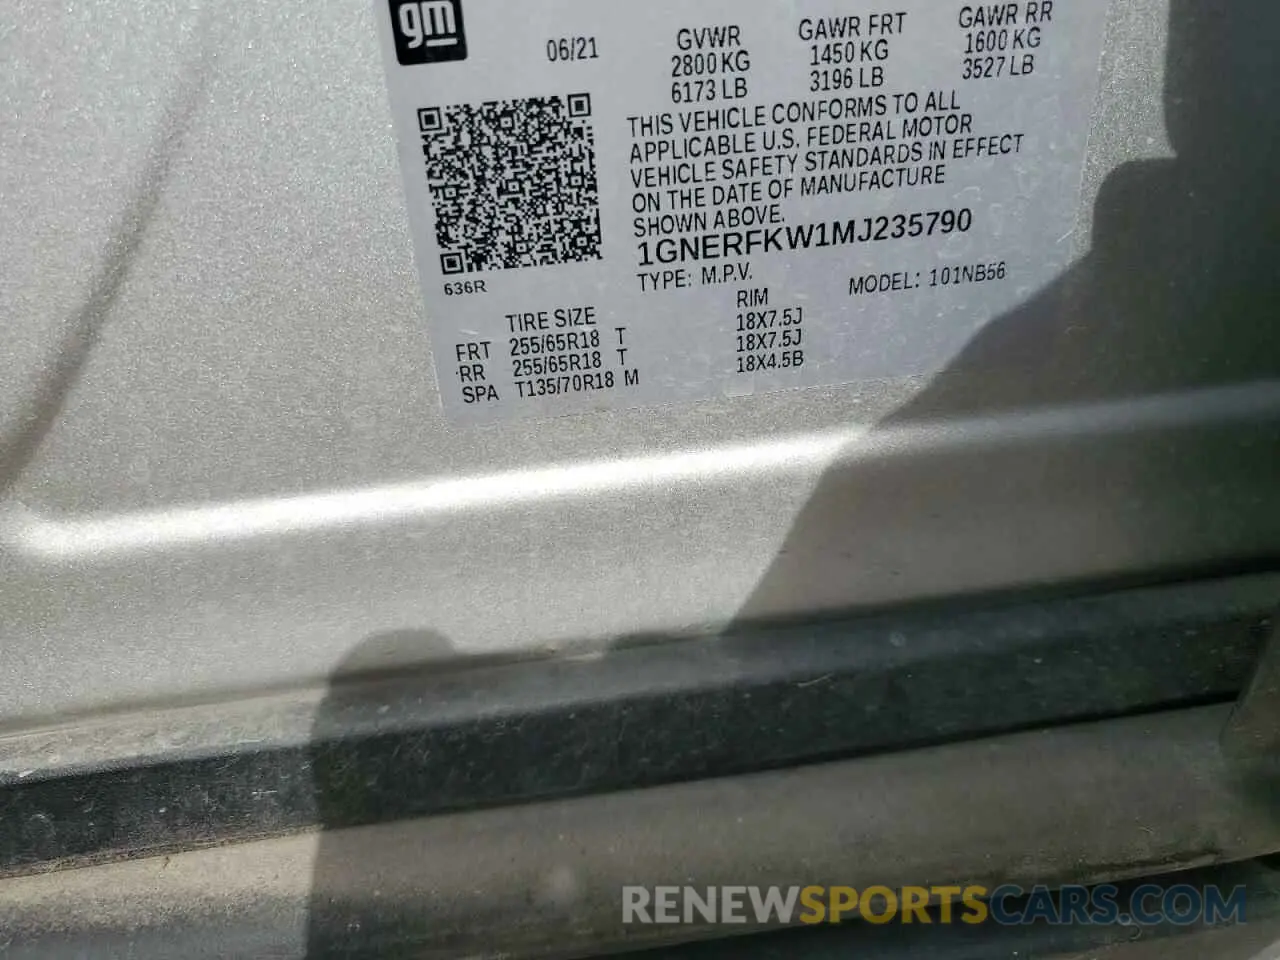 gm
06/21
GVWR GAWR FRT GAWR RR
2800 KG 1450 KG 1600 KG
6173 LB 3196 LB 3527 LB
THIS VEHICLE CONFORMS TO ALL
APPLICABLE U.S. FEDERAL MOTOR
VEHICLE SAFETY STANDARDS IN EFFECT
ON THE DATE OF MANUFACTURE
SHOWN ABOVE.
1GNERFKW1MJ235790
TYPE: M.P.V. MODEL: 101NB56
636R
TIRE SIZE RIM
FRT 255/65R18 T 18X7.5J
RR 255/65R18 T 18X7.5J
SPA T135/70R18 M 18X4.5B
RENEWSPORTSCARS.COM